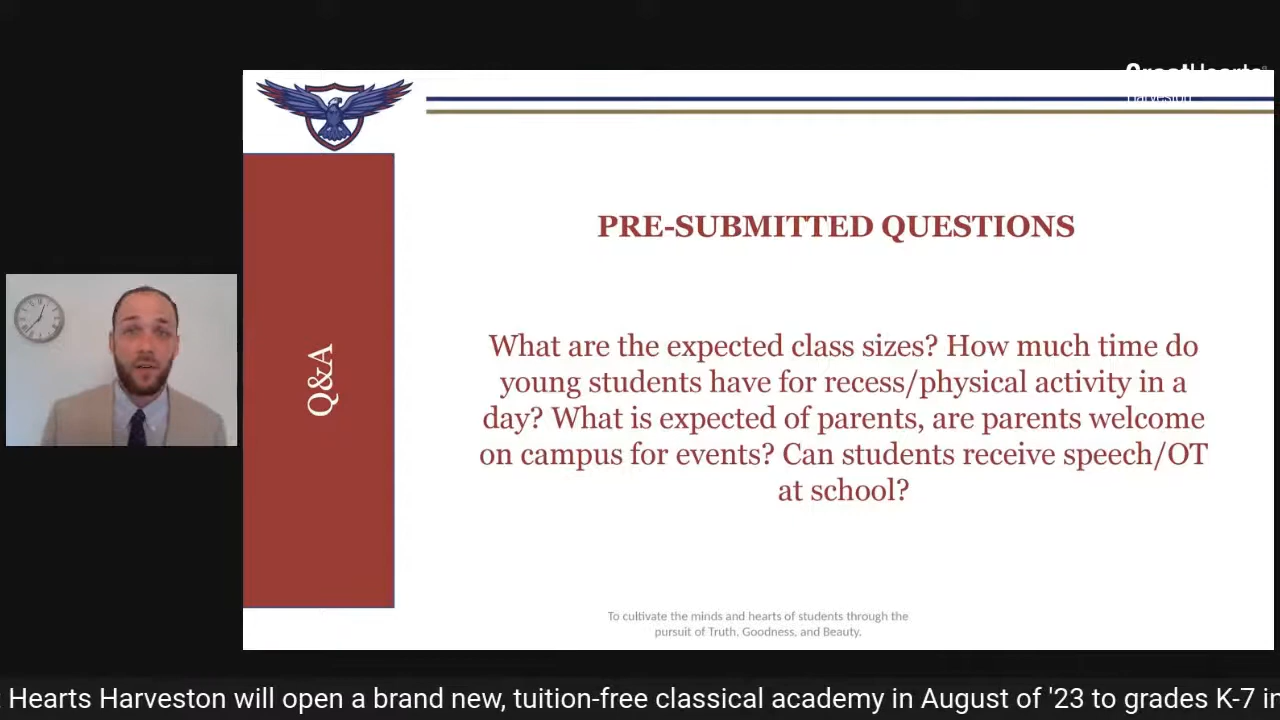 GreatHearts
Harveston
PRE-SUBMITTED QUESTIONS
Q&A
What are the expected class sizes? How much time do
young students have for recess/physical activity in a
day? What is expected of parents, are parents welcome
on campus for events? Can students receive speech/OT
at school?
To cultivate the minds and hearts of students through the
pursuit of Truth, Goodness, and Beauty.
: Hearts Harveston will open a brand new, tuition-free classical academy in August of '23 to grades K-7 in